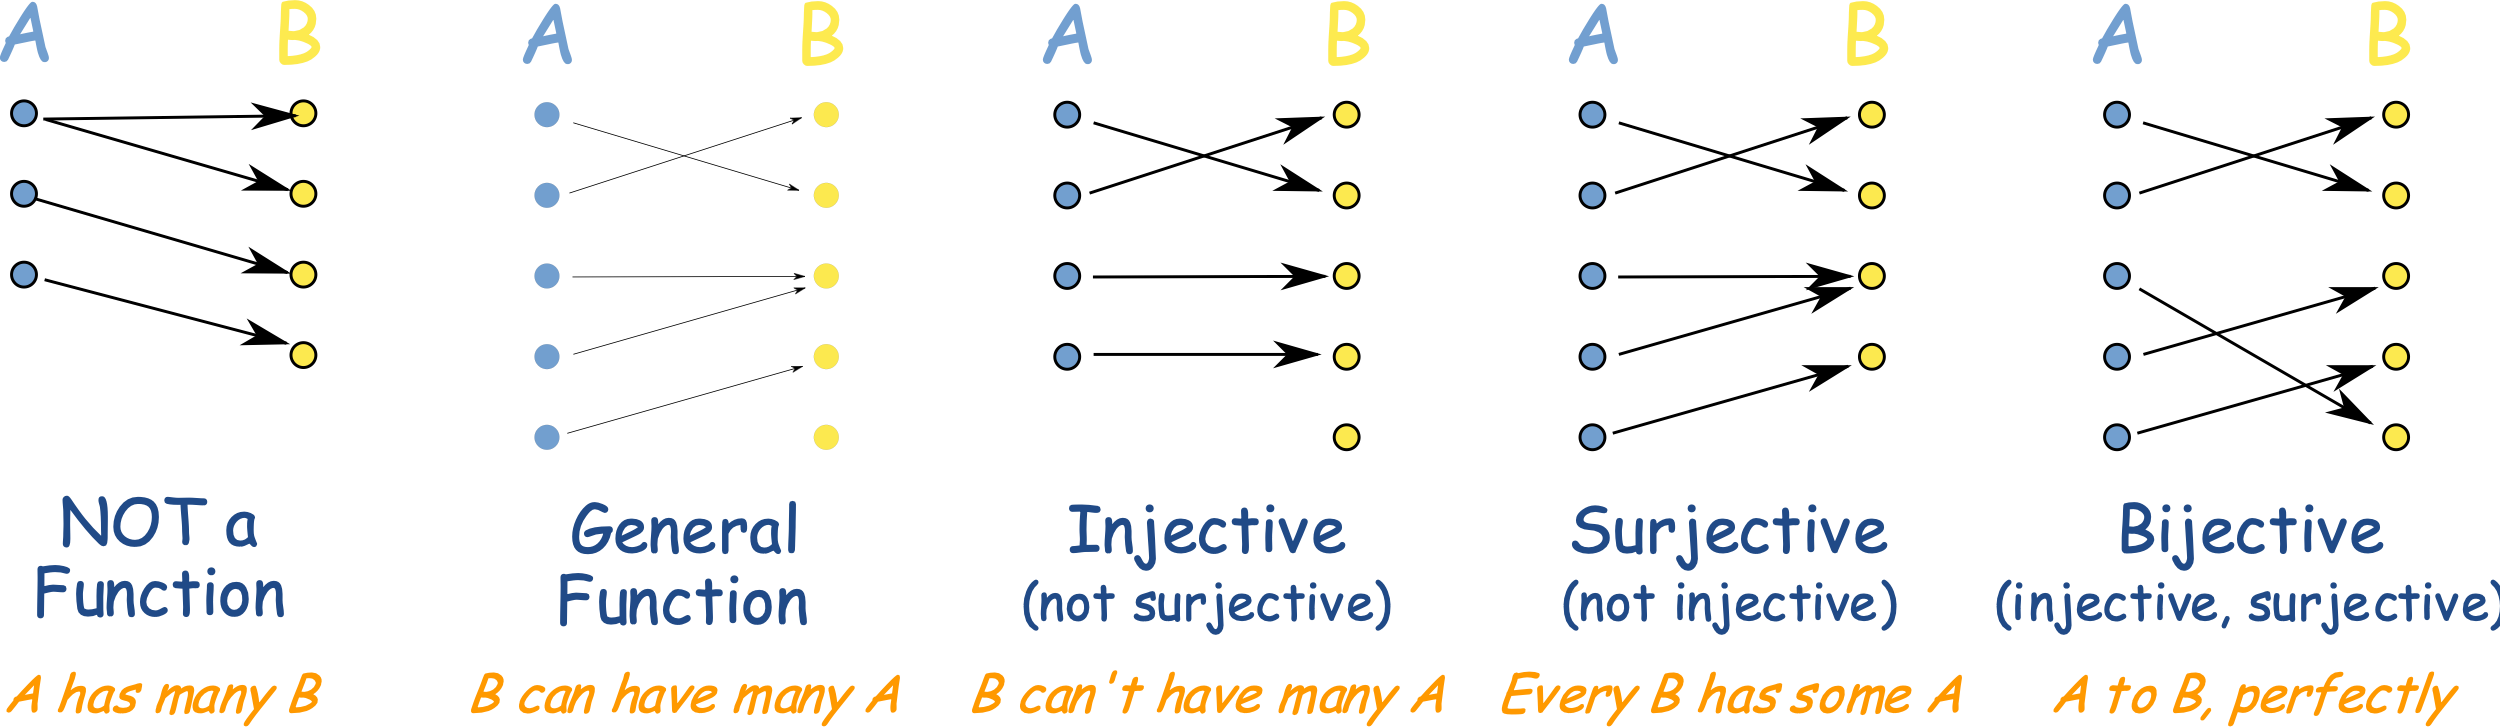 A B A B A B A B A B
NOT a
Function
General
Function
Injective
(not surjective)
Surjective
(not injective)
Bijective
(injective, surjective)
A has many B
B can have many A
B can't have many A
Every B has some A
A to B, perfectly